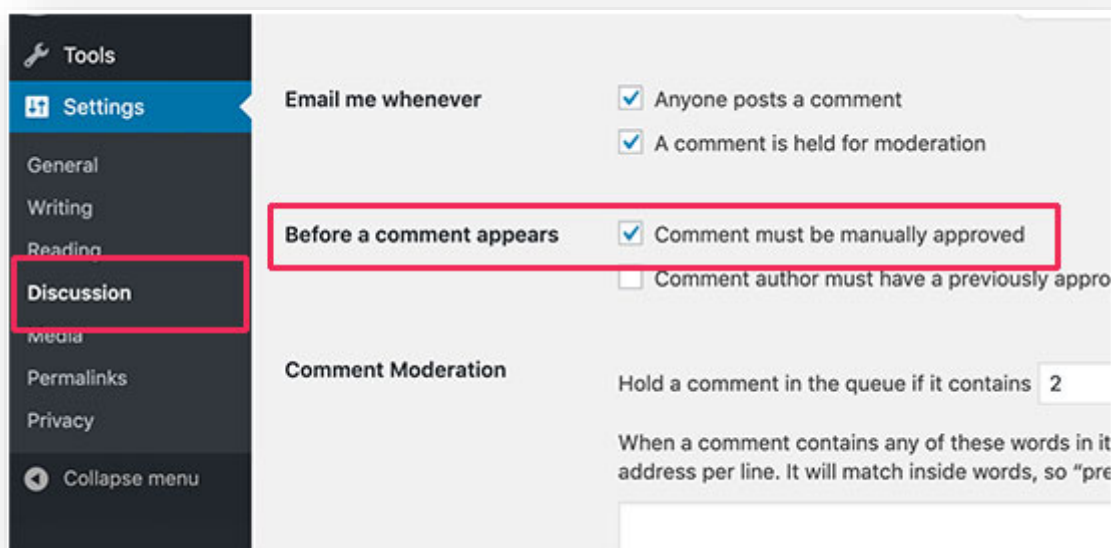 Tools
Settings
General
Writing
Reading
Discussion
Media
Permalinks
Privacy
Collapse menu
Email me whenever
Anyone posts a comment
A comment is held for moderation
Before a comment appears
Comment must be manually approved
Comment author must have a previously appro
Comment Moderation
Hold a comment in the queue if it contains 2
When a comment contains any of these words in it
address per line. It will match inside words, so “pre